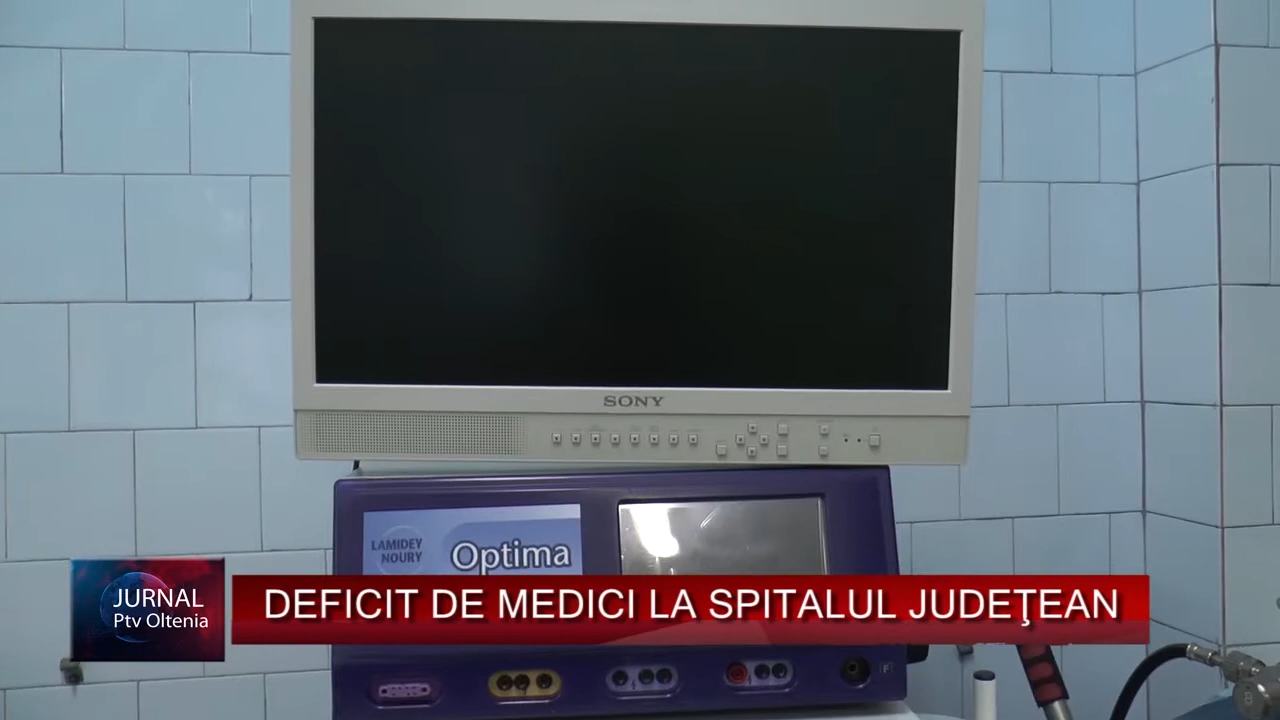 SONY
LAMIDEY
NOURY
Optima
JURNAL
Ptv Oltenia
DEFICIT DE MEDICI LA SPITALUL JUDEŢEAN
F